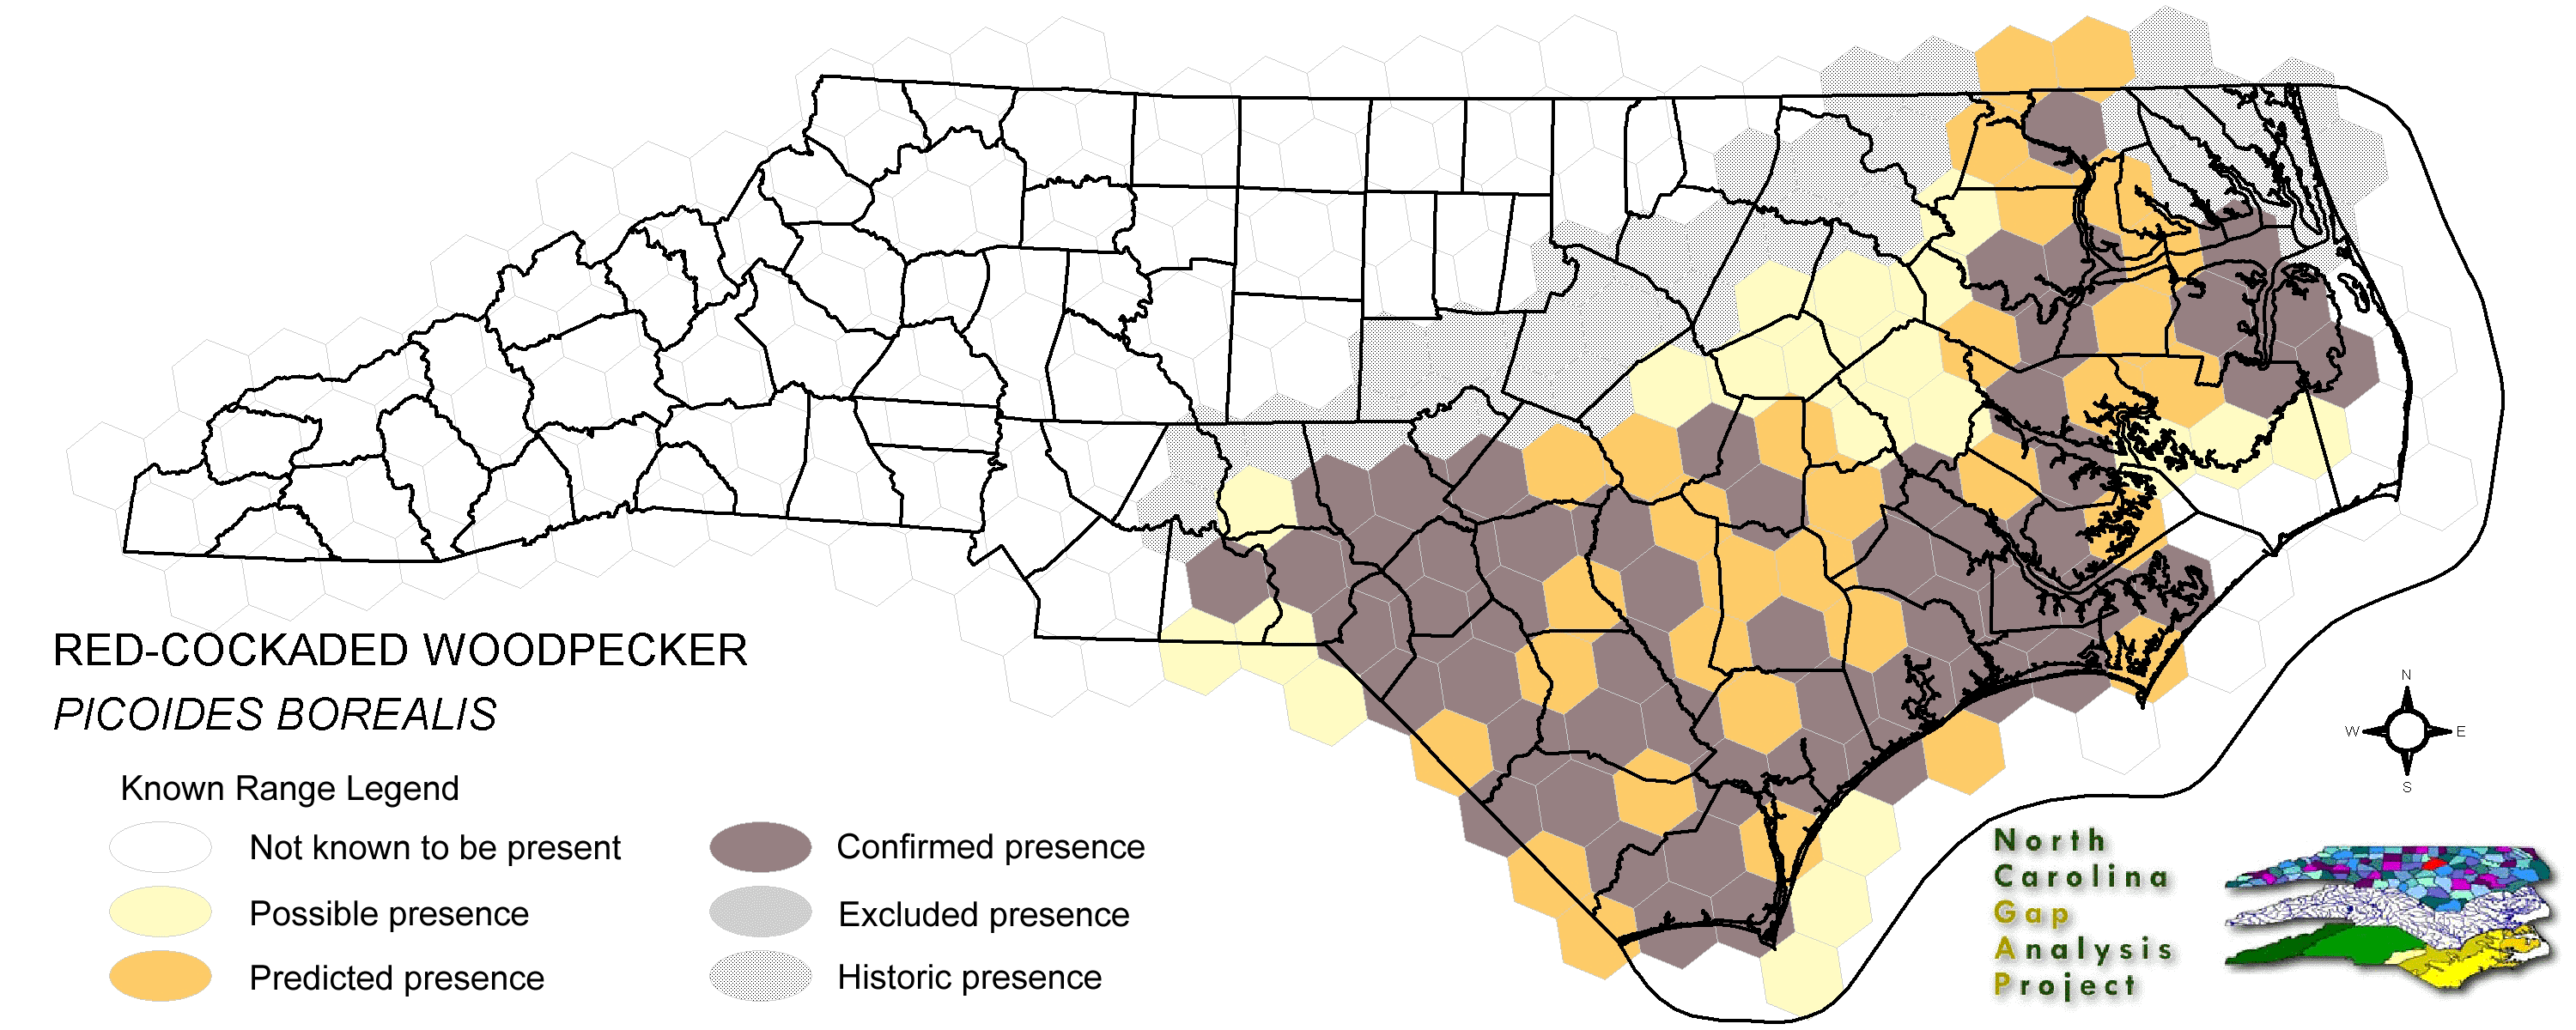 RED-COCKADED WOODPECKER
PICOIDES BOREALIS
Known Range Legend
Not known to be present
Possible presence
Predicted presence
Confirmed presence
Excluded presence
Historic presence
N
W E
S
North
Carolina
Gap
Analysis
Project